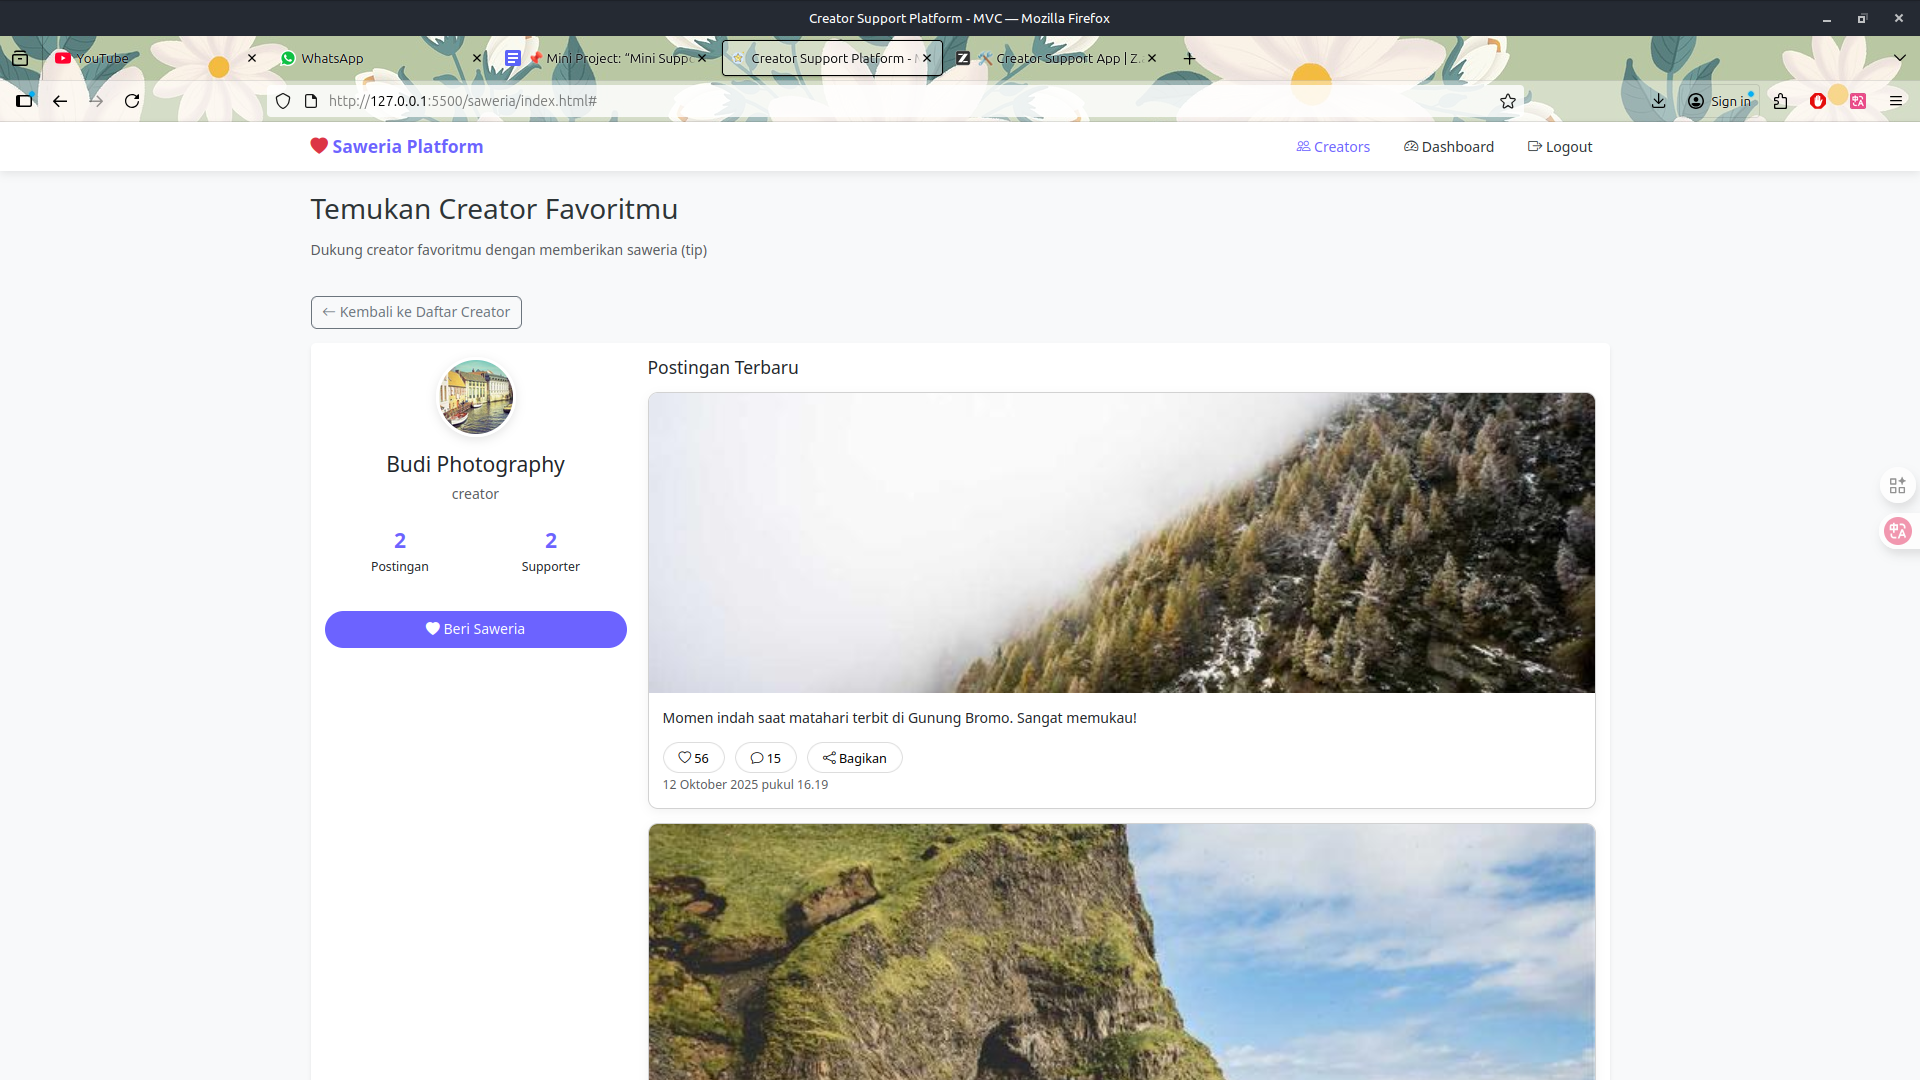 Creator Support Platform - MVC — Mozilla Firefox
YouTube
WhatsApp
📌 Mini Project: “Mini Supp
Creator Support Platform -
🛠️ Creator Support App | Z.
http://127.0.0.1:5500/saweria/index.html#
Sign in
Saweria Platform
Creators
Dashboard
Logout
Temukan Creator Favoritmu
Dukung creator favoritmu dengan memberikan saweria (tip)
← Kembali ke Daftar Creator
Budi Photography
creator
2 2
Postingan Supporter
Beri Saweria
Postingan Terbaru
Momen indah saat matahari terbit di Gunung Bromo. Sangat memukau!
56 15 Bagikan
12 Oktober 2025 pukul 16.19